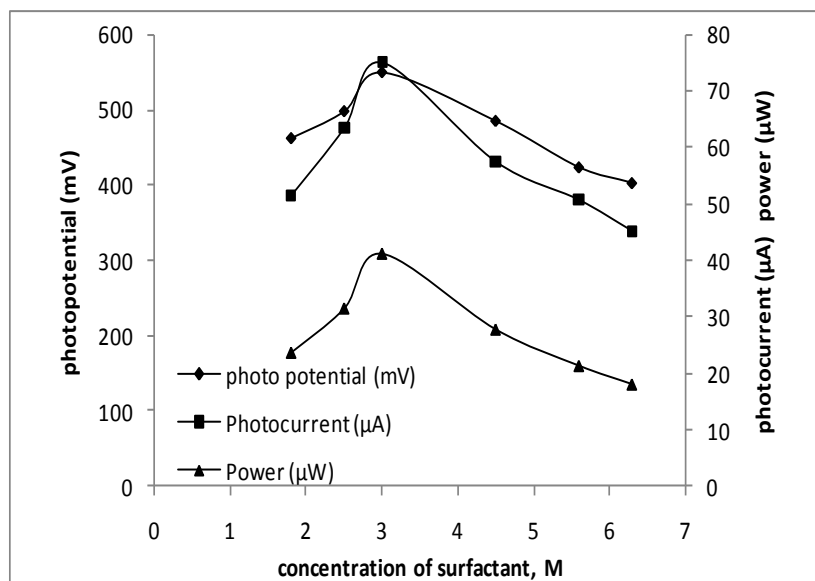 600
500
400
300
200
100
0
photopotential (mV)
80
70
60
50
40
30
20
10
0
photocurrent (µA)  power (µW)
photo potential (mV)
Photocurrent (µA)
Power (µW)
0 1 2 3 4 5 6 7
concentration of surfactant, M